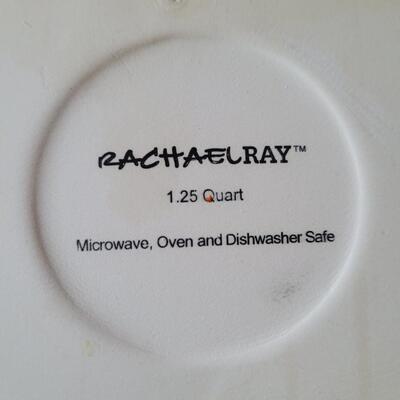 RACHAELRAY™
1.25 Quart
Microwave, Oven and Dishwasher Safe